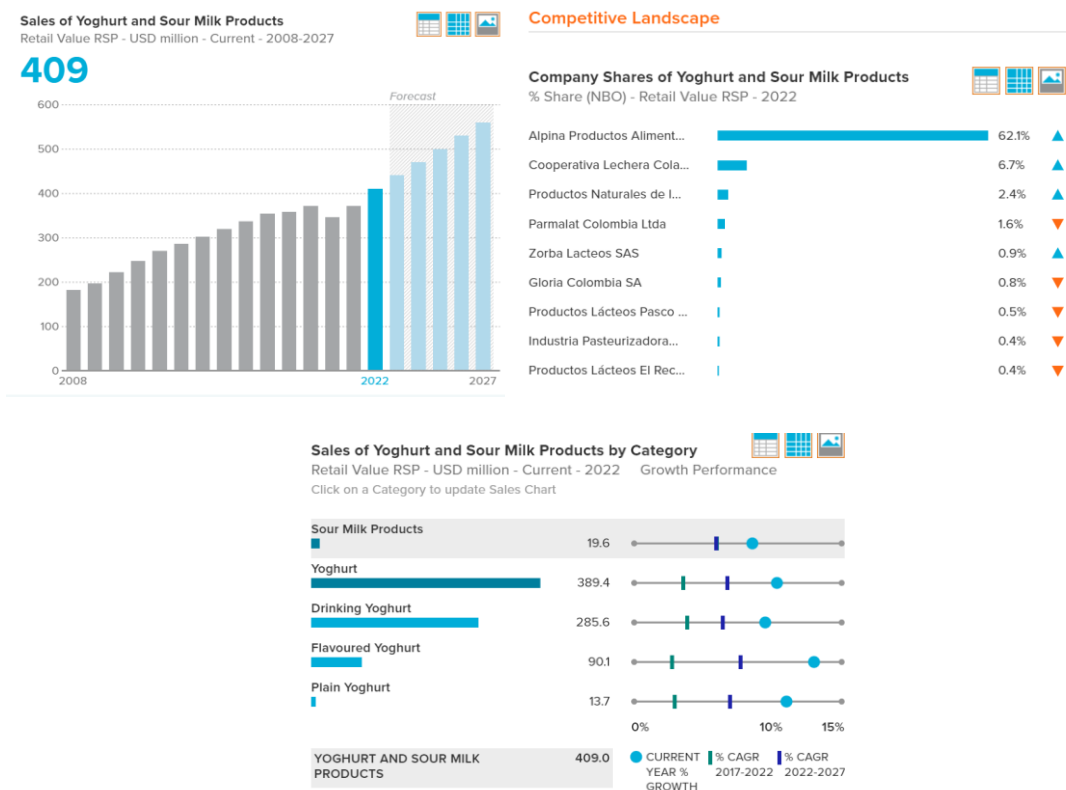 Sales of Yoghurt and Sour Milk Products
Retail Value RSP - USD million - Current - 2008-2027
409
Forecast
600
500
400
300
200
100
0
2008
2022
2027
Competitive Landscape
Company Shares of Yoghurt and Sour Milk Products
% Share (NBO) - Retail Value RSP - 2022
Alpina Productos Aliment... 62.1%
Cooperativa Lechera Cola... 6.7%
Productos Naturales de l... 2.4%
Parmalat Colombia Ltda 1.6%
Zorba Lacteos SAS 0.9%
Gloria Colombia SA 0.8%
Productos Lácteos Pasco ... 0.5%
Industria Pasteurizadora... 0.4%
Productos Lácteos El Rec... 0.4%
Sales of Yoghurt and Sour Milk Products by Category
Retail Value RSP - USD million - Current - 2022 Growth Performance
Click on a Category to update Sales Chart
Sour Milk Products
19.6
Yoghurt
389.4
Drinking Yoghurt
285.6
Flavoured Yoghurt
90.1
Plain Yoghurt
13.7
0% 10% 15%
YOGHURT AND SOUR MILK
PRODUCTS
409.0
CURRENT
YEAR %
GROWTH
% CAGR
2017-2022
% CAGR
2022-2027